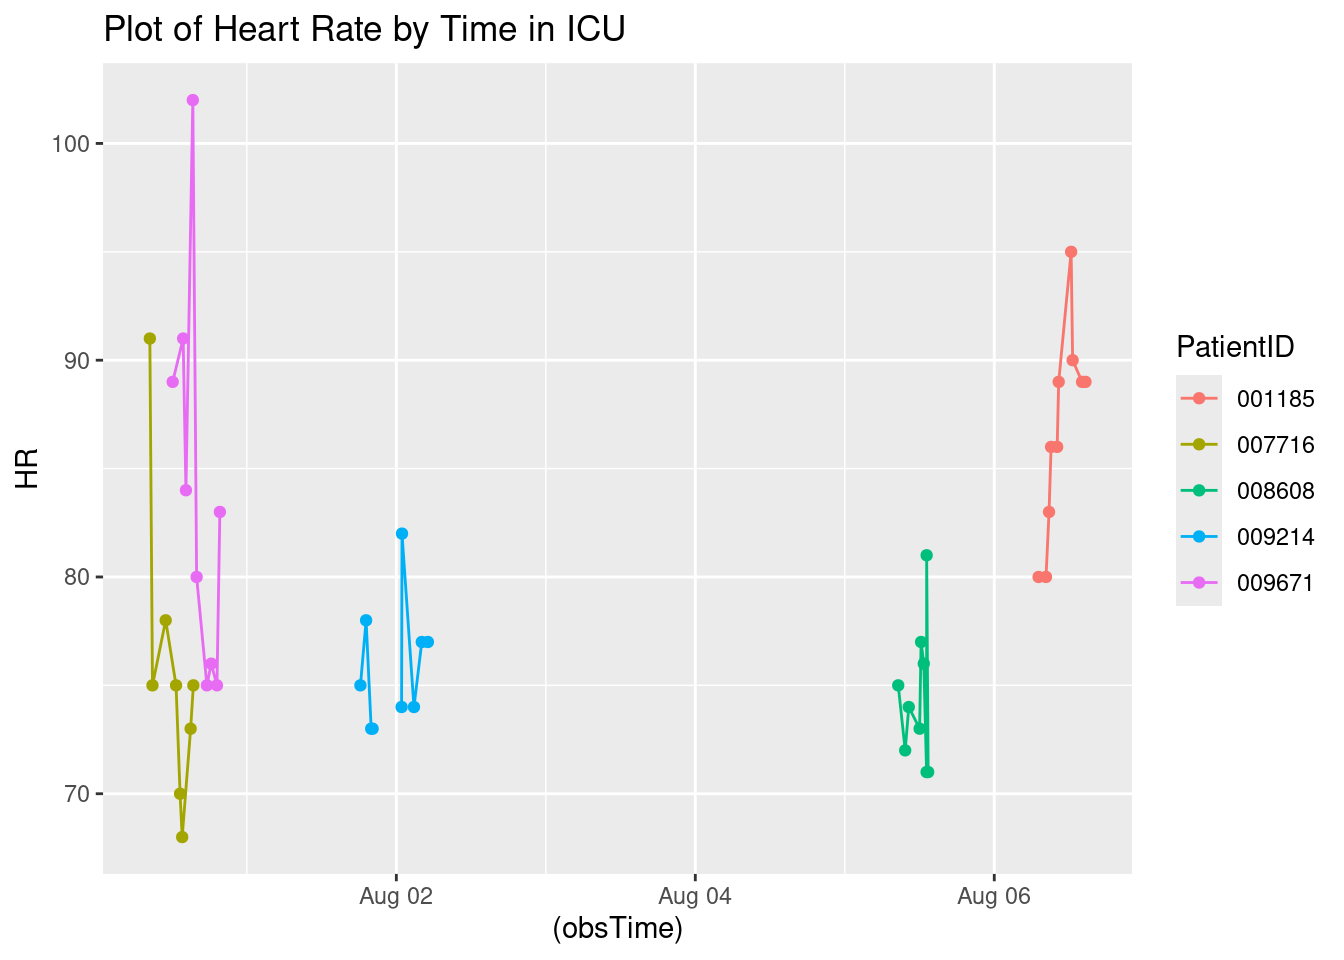 Plot of Heart Rate by Time in ICU
100
90
80
70
HR
Aug 02
Aug 04
Aug 06
(obsTime)
PatientID
001185
007716
008608
009214
009671